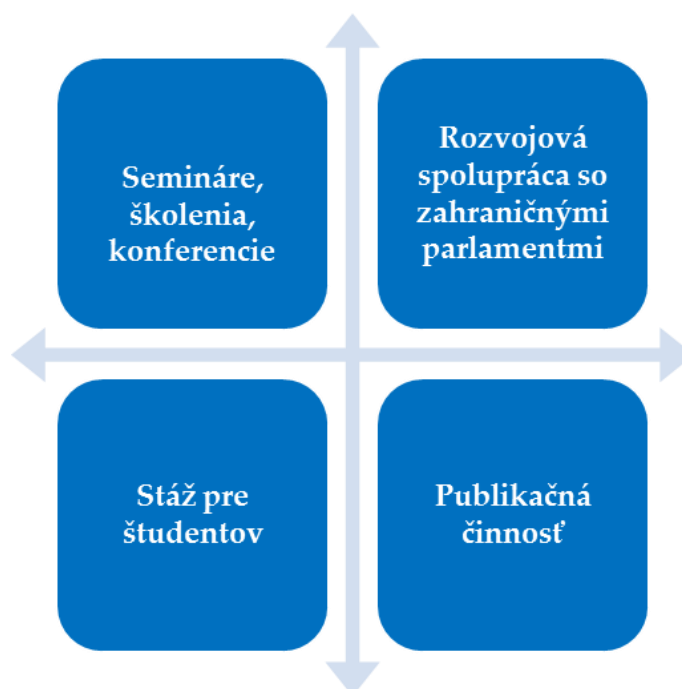 Semináre,
školenia,
konferencie
Rozvojová
spolupráca so
zahraničnými
parlamentmi
Stáž pre
študentov
Publikačná
činnosť